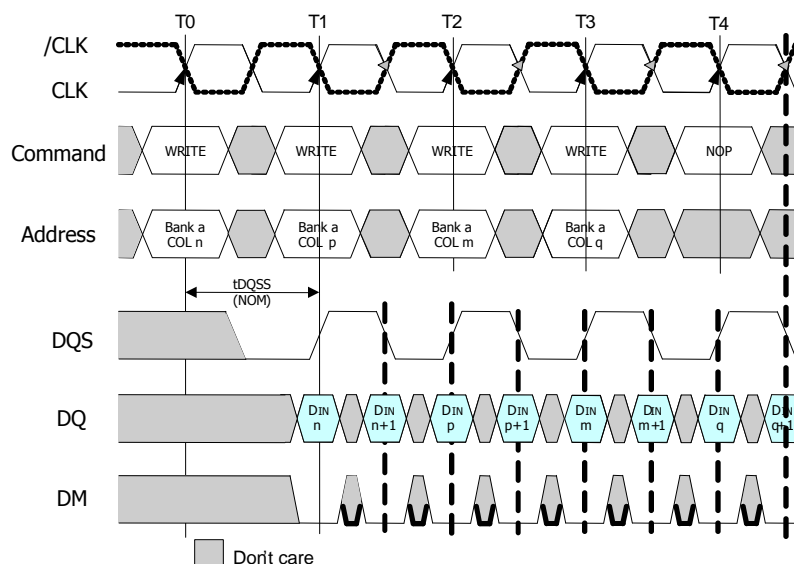 T0 T1 T2 T3 T4
/CLK
CLK
Command WRITE WRITE WRITE WRITE NOP
Address
Bank a Bank a Bank a Bank a
COL n COL p COL m COL q
tDQSS
(NOM)
DQS
DQ
DIN DIN DIN DIN DIN DIN DIN DIN
n n+1 p p+1 m m+1 q q+1
DM
Don't care